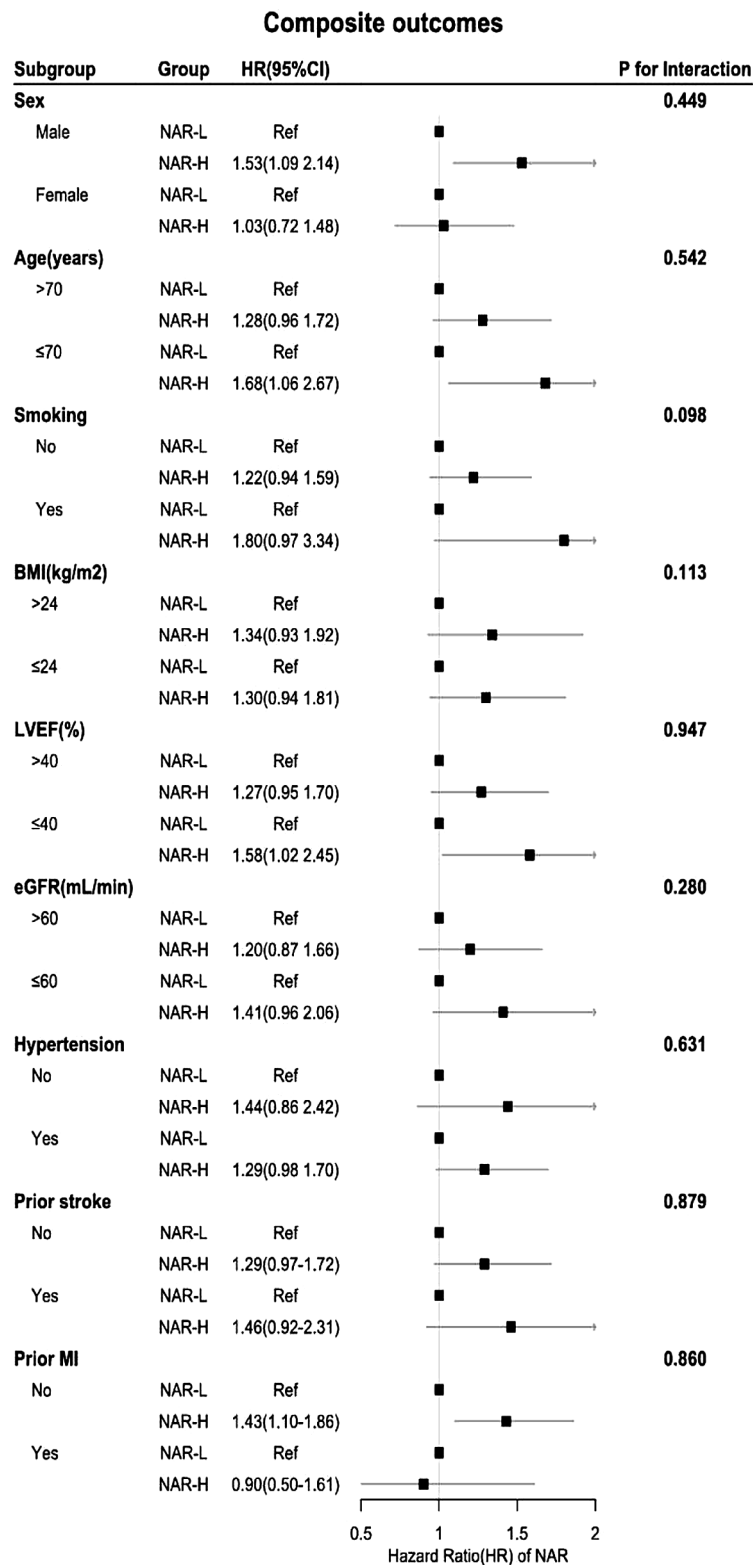 Composite outcomes
Subgroup Group HR(95%CI) P for Interaction
Sex 0.449
Male NAR-L Ref
NAR-H 1.53(1.09 2.14)
Female NAR-L Ref
NAR-H 1.03(0.72 1.48)
Age(years) 0.542
>70 NAR-L Ref
NAR-H 1.28(0.96 1.72)
≤70 NAR-L Ref
NAR-H 1.68(1.06 2.67)
Smoking 0.098
No NAR-L Ref
NAR-H 1.22(0.94 1.59)
Yes NAR-L Ref
NAR-H 1.80(0.97 3.34)
BMI(kg/m2) 0.113
>24 NAR-L Ref
NAR-H 1.34(0.93 1.92)
≤24 NAR-L Ref
NAR-H 1.30(0.94 1.81)
LVEF(%) 0.947
>40 NAR-L Ref
NAR-H 1.27(0.95 1.70)
≤40 NAR-L Ref
NAR-H 1.58(1.02 2.45)
eGFR(mL/min) 0.280
>60 NAR-L Ref
NAR-H 1.20(0.87 1.66)
≤60 NAR-L Ref
NAR-H 1.41(0.96 2.06)
Hypertension 0.631
No NAR-L Ref
NAR-H 1.44(0.86 2.42)
Yes NAR-L
NAR-H 1.29(0.98 1.70)
Prior stroke 0.879
No NAR-L Ref
NAR-H 1.29(0.97-1.72)
Yes NAR-L Ref
NAR-H 1.46(0.92-2.31)
Prior MI 0.860
No NAR-L Ref
NAR-H 1.43(1.10-1.86)
Yes NAR-L Ref
NAR-H 0.90(0.50-1.61)
0.5 1 1.5 2
Hazard Ratio(HR) of NAR